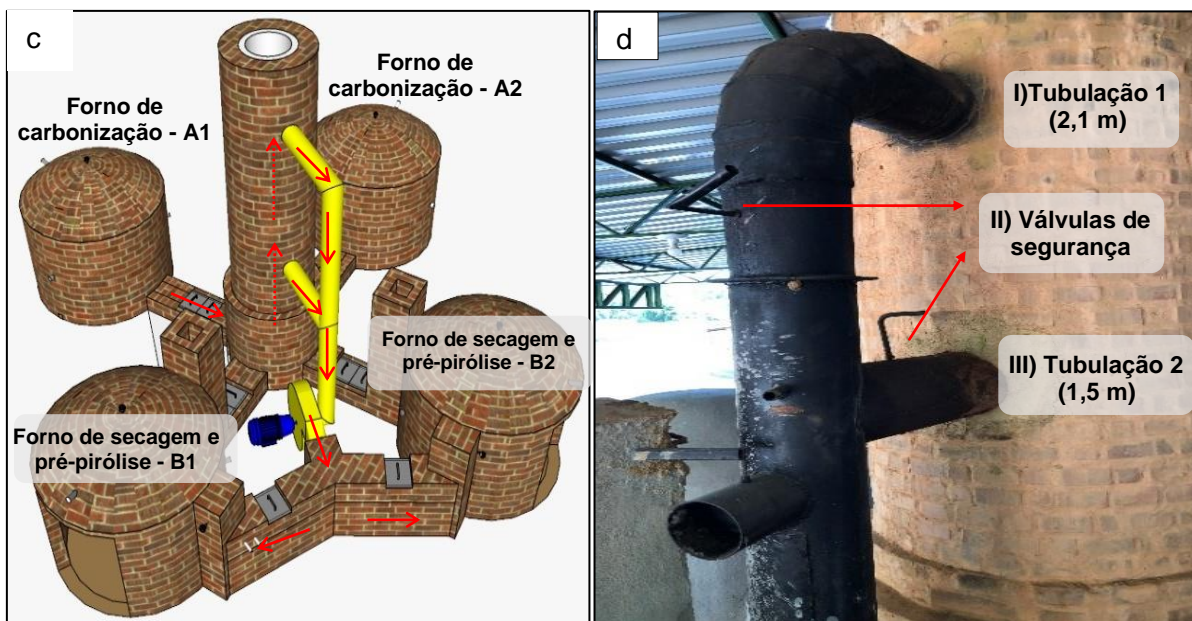 c
Forno de
carbonização - A1
Forno de
carbonização - A2
Forno de secagem e
pré-pirólise - B2
Forno de secagem e
pré-pirólise - B1
d
I)Tubulação 1
(2,1 m)
II) Válvulas de
segurança
III) Tubulação 2
(1,5 m)